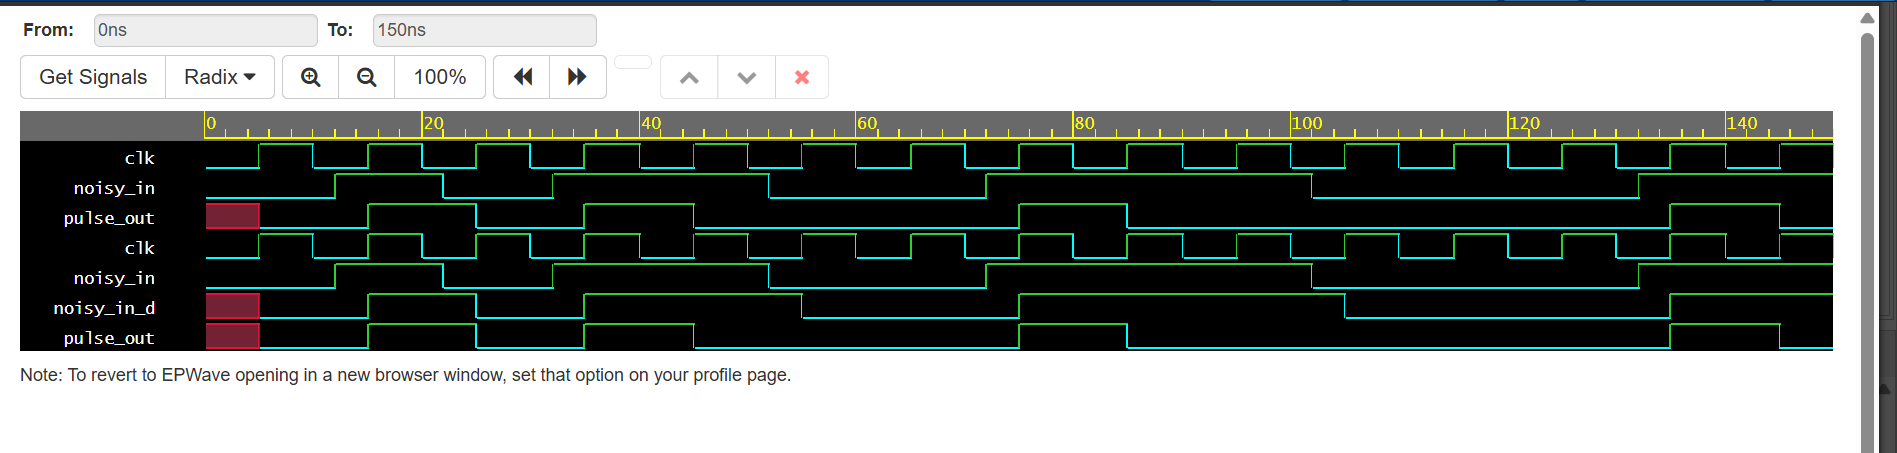 From: 0ns To: 150ns
Get Signals Radix 100%
0 20 40 60 80 100 120 140
clk
noisy_in
pulse_out
clk
noisy_in
noisy_in_d
pulse_out
Note: To revert to EPWave opening in a new browser window, set that option on your profile page.